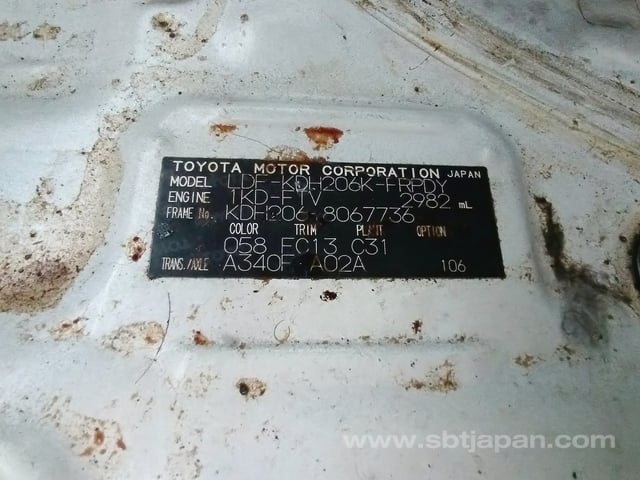 TOYOTA MOTOR CORPORATION JAPAN
MODEL LDF-KDH206K-FRPDY
ENGINE 1KD-FTV 2982 mL
FRAME No. KDH206-8067736
COLOR TRIM PLANT OPTION
058 FC13 C31
TRANS./AXLE A340F A02A 106
www.sbtjapan.com